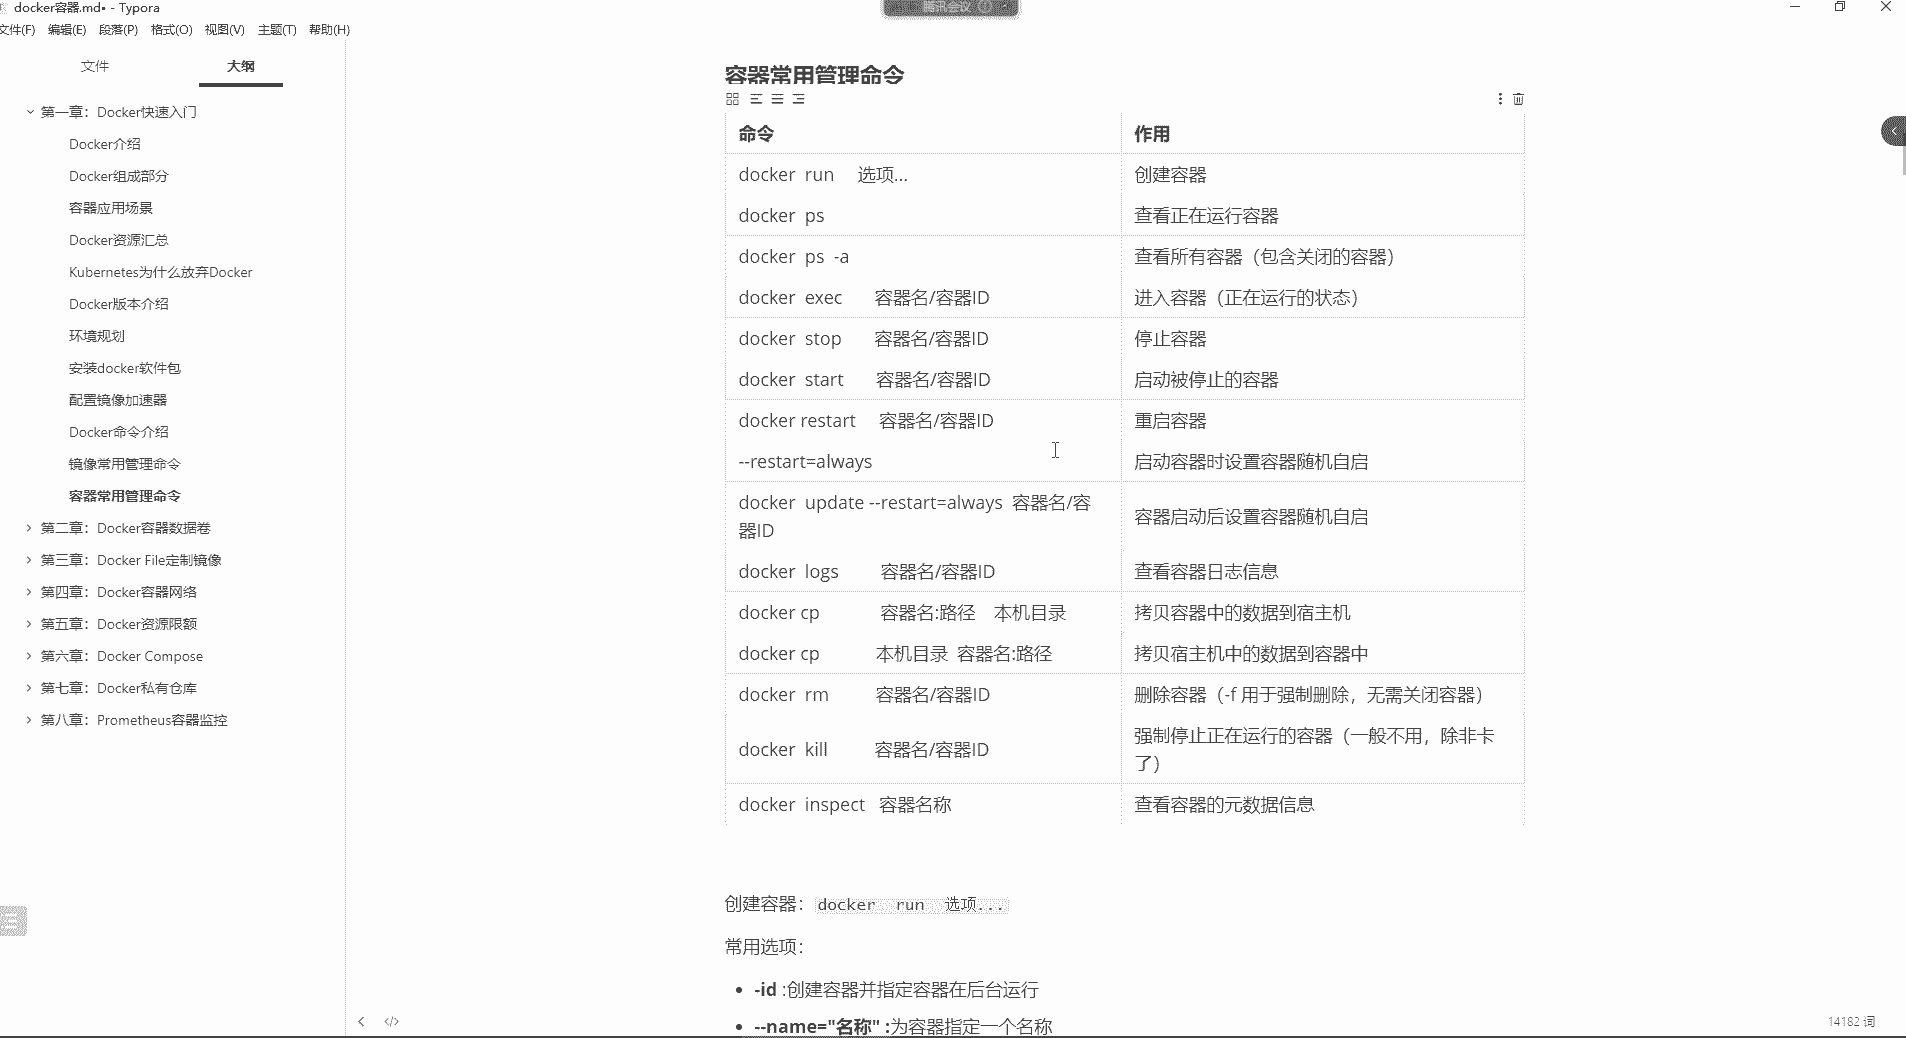 docker容器.md• - Typora
腾讯会议
文件(F) 编辑(E) 段落(P) 格式(O) 视图(V) 主题(T) 帮助(H)
文件 大纲
第一章：Docker快速入门
Docker介绍
Docker组成部分
容器应用场景
Docker资源汇总
Kubernetes为什么放弃Docker
Docker版本介绍
环境规划
安装docker软件包
配置镜像加速器
Docker命令介绍
镜像常用管理命令
容器常用管理命令
第二章：Docker容器数据卷
第三章：Docker File定制镜像
第四章：Docker容器网络
第五章：Docker资源限额
第六章：Docker Compose
第七章：Docker私有仓库
第八章：Prometheus容器监控
容器常用管理命令
命令 作用
docker run 选项... 创建容器
docker ps 查看正在运行容器
docker ps -a 查看所有容器（包含关闭的容器）
docker exec 容器名/容器ID 进入容器（正在运行的状态）
docker stop 容器名/容器ID 停止容器
docker start 容器名/容器ID 启动被停止的容器
docker restart 容器名/容器ID 重启容器
--restart=always 启动容器时设置容器随机自启
docker update --restart=always 容器名/容
器ID 容器启动后设置容器随机自启
docker logs 容器名/容器ID 查看容器日志信息
docker cp 容器名:路径 本机目录 拷贝容器中的数据到宿主机
docker cp 本机目录 容器名:路径 拷贝宿主机中的数据到容器中
docker rm 容器名/容器ID 删除容器（-f 用于强制删除，无需关闭容器）
docker kill 容器名/容器ID 强制停止正在运行的容器（一般不用，除非卡
了）
docker inspect 容器名称 查看容器的元数据信息
创建容器：docker run 选项...
常用选项：
-id :创建容器并指定容器在后台运行
--name="名称" :为容器指定一个名称
14182 词